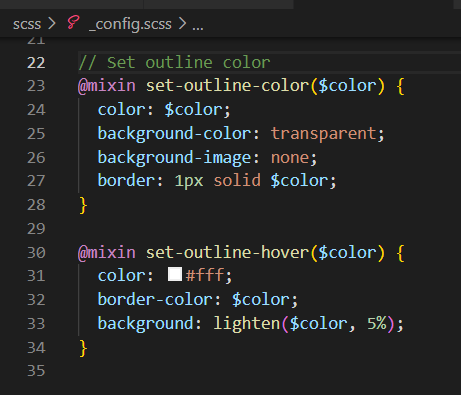 scss > _config.scss > ...
21
22 // Set outline color
23 @mixin set-outline-color($color) {
24   color: $color;
25   background-color: transparent;
26   background-image: none;
27   border: 1px solid $color;
28 }
29
30 @mixin set-outline-hover($color) {
31   color: #fff;
32   border-color: $color;
33   background: lighten($color, 5%);
34 }
35